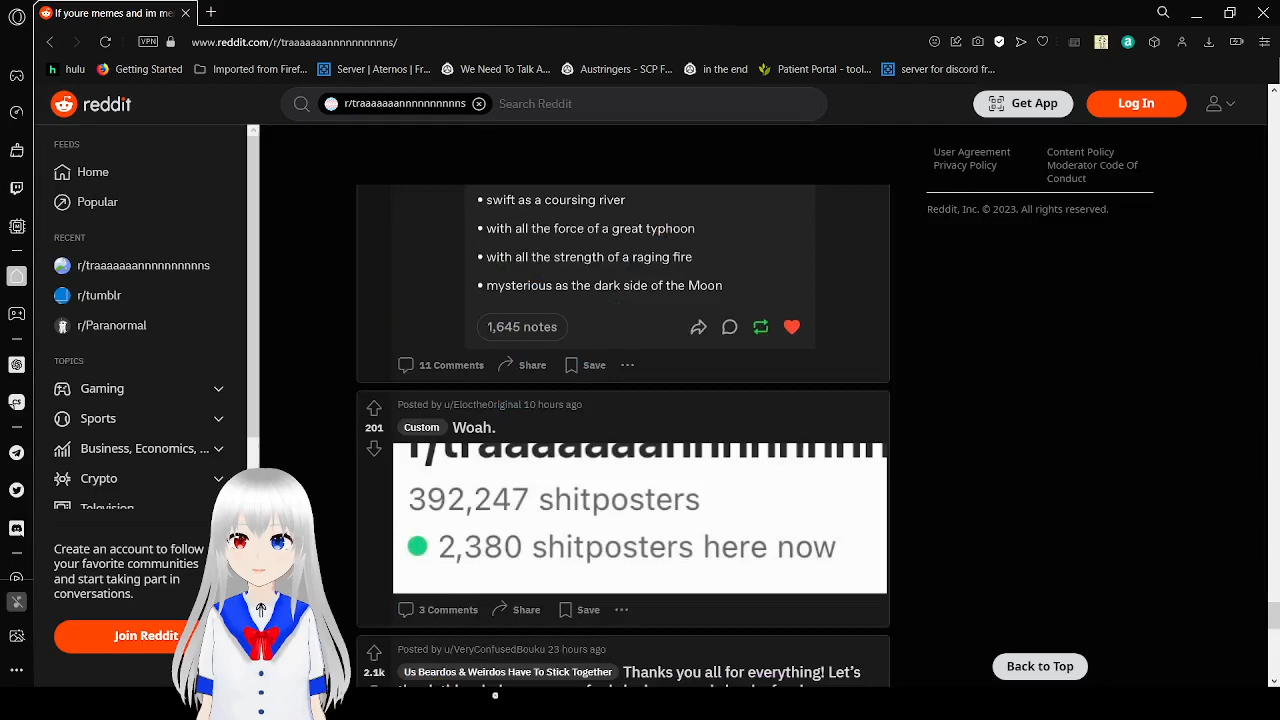 If youre memes and im me
www.reddit.com/r/traaaaaaannnnnnnnnns/
VPN
hulu
Getting Started
Imported from Firef...
Server | Aternos | Fr...
We Need To Talk A...
Austringers - SCP F...
in the end
Patient Portal - tool...
server for discord fr...
reddit
r/traaaaaaannnnnnnnnns
Search Reddit
Get App
Log In
FEEDS
Home
Popular
RECENT
r/traaaaaaannnnnnnnnns
r/tumblr
r/Paranormal
TOPICS
Gaming
Sports
Business, Economics, ...
Crypto
Television
Create an account to follow
your favorite communities
and start taking part in
conversations.
Join Reddit
• swift as a coursing river
• with all the force of a great typhoon
• with all the strength of a raging fire
• mysterious as the dark side of the Moon
1,645 notes
11 Comments Share Save
Posted by u/Elocthe0riginal 10 hours ago
201
Custom Woah.
392,247 shitposters
2,380 shitposters here now
3 Comments Share Save
Posted by u/VeryConfusedBouku 23 hours ago
2.1k
Us Beardos & Weirdos Have To Stick Together Thanks you all for everything! Let's
User Agreement
Privacy Policy
Content Policy
Moderator Code Of
Conduct
Reddit, Inc. © 2023. All rights reserved.
Back to Top